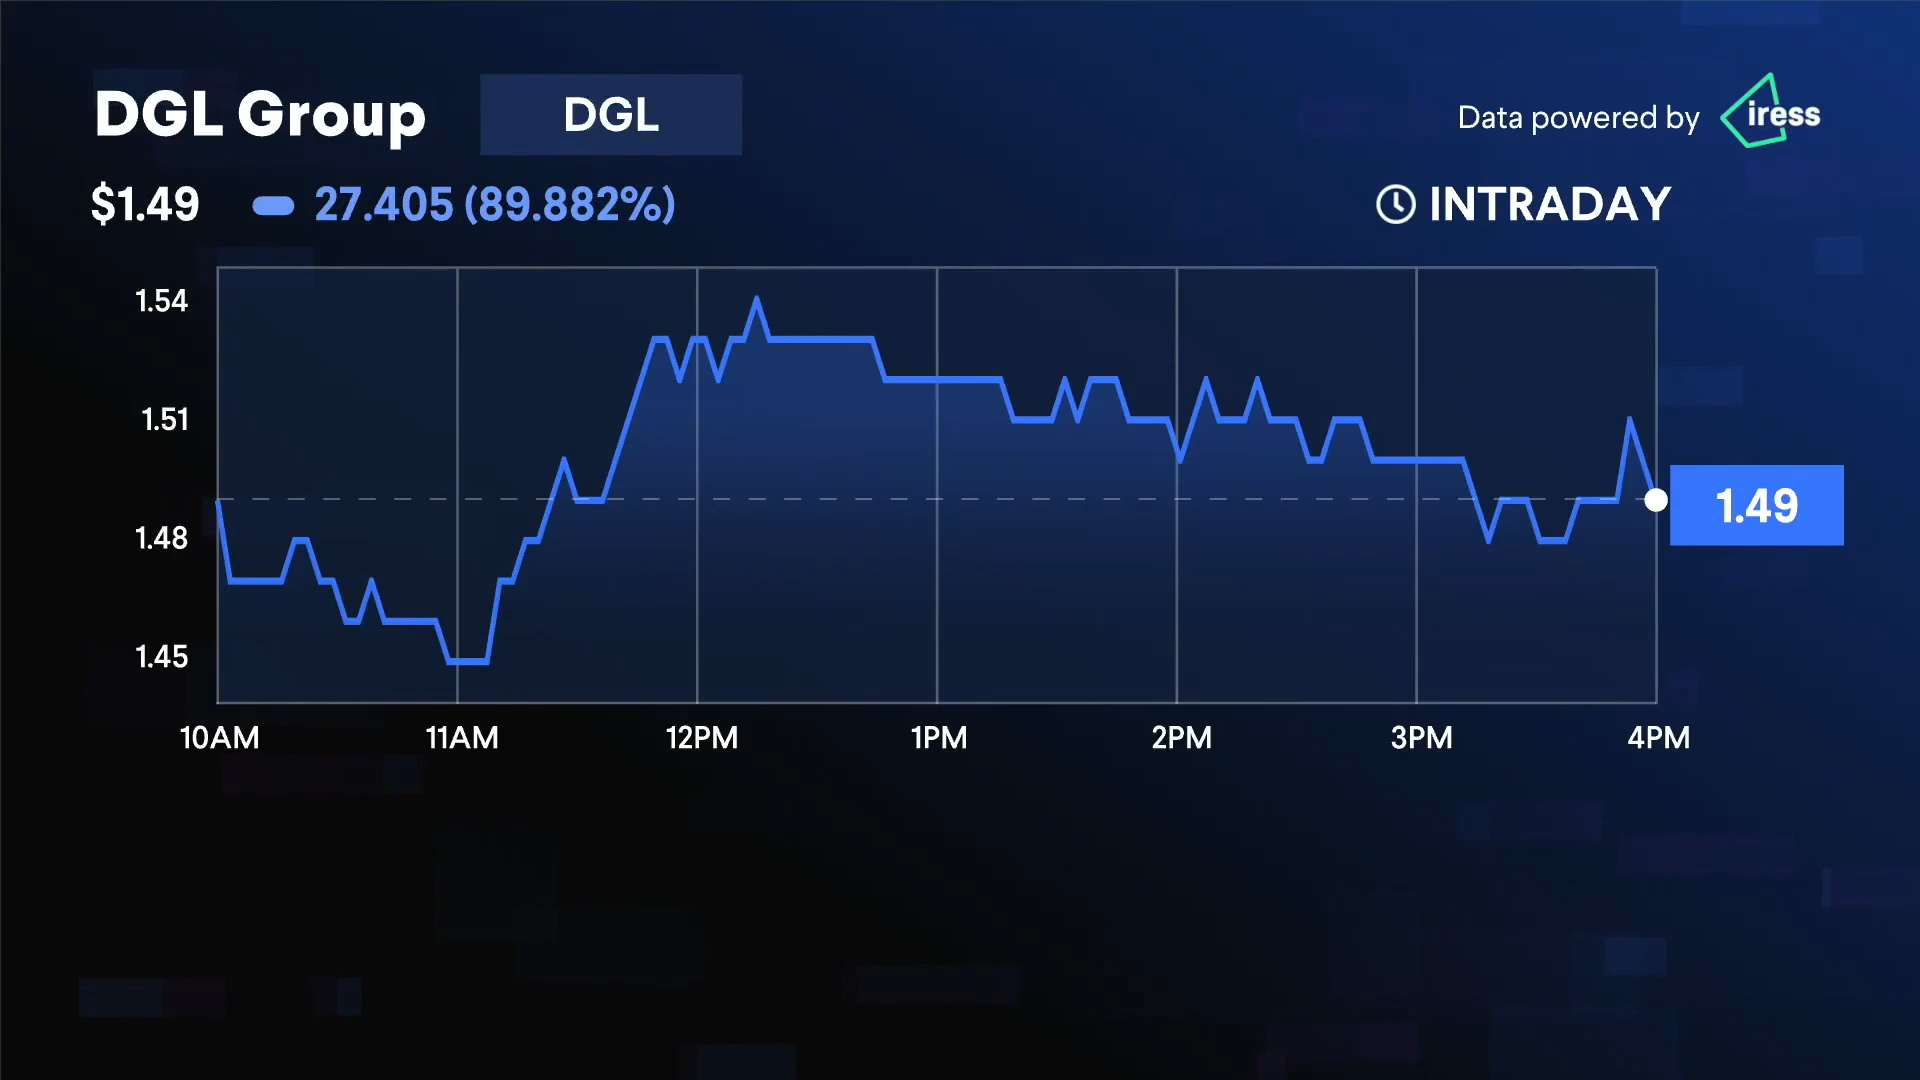 DGL Group
DGL
Data powered by iress
$1.49
27.405 (89.882%)
INTRADAY
1.54
1.51
1.48
1.45
1.49
10AM
11AM
12PM
1PM
2PM
3PM
4PM